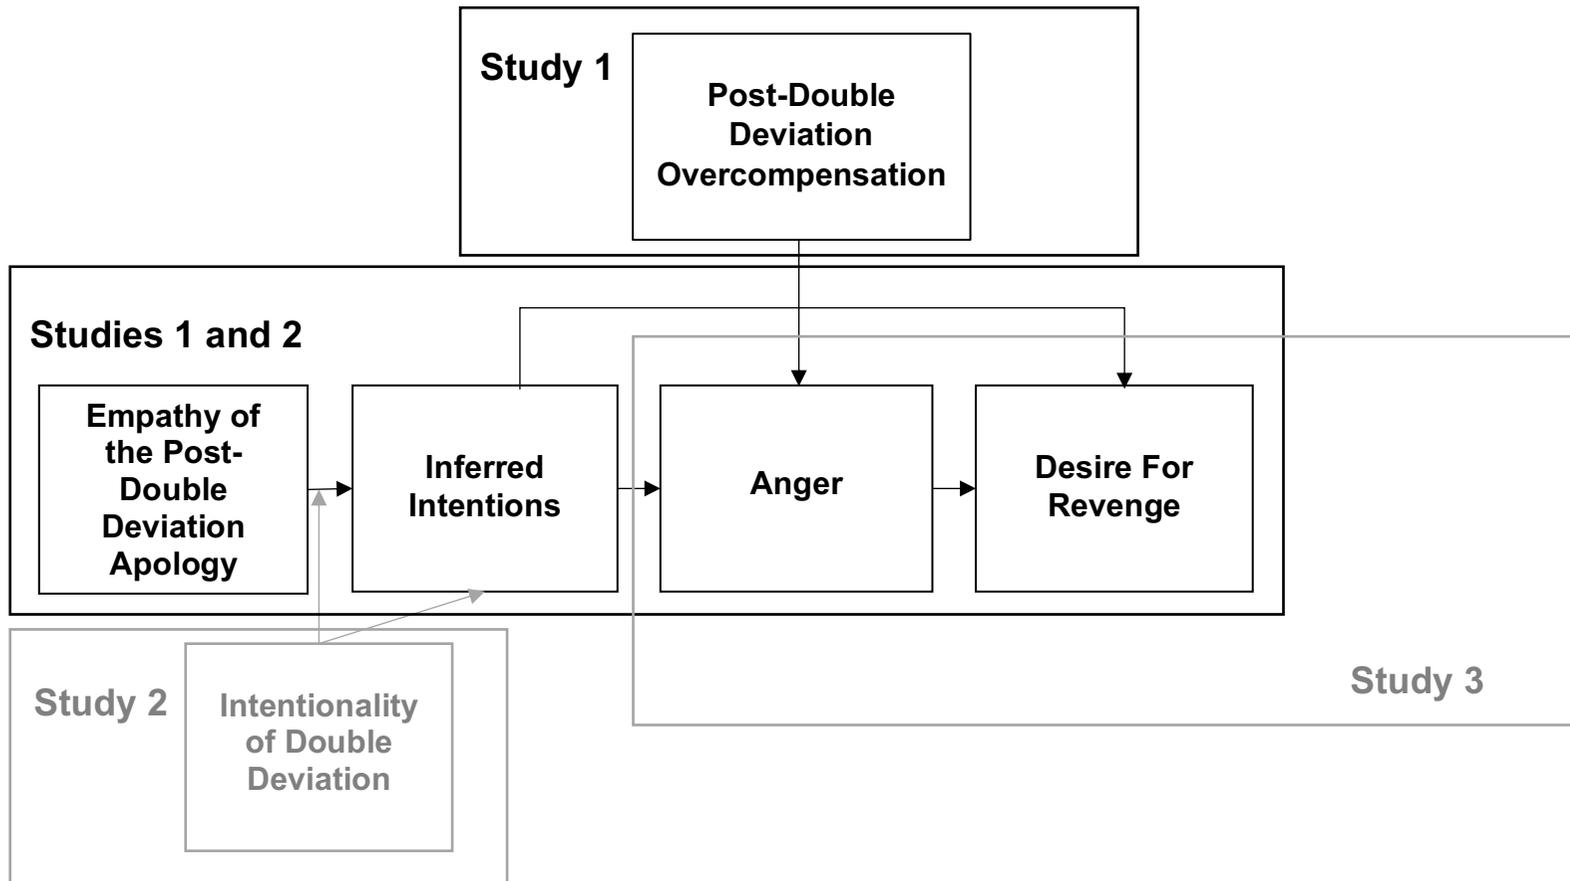 Study 1
Post-Double
Deviation
Overcompensation
Studies 1 and 2
Empathy of
the Post-
Double
Deviation
Apology
Inferred
Intentions
Anger
Desire For
Revenge
Study 2
Intentionality
of Double
Deviation
Study 3